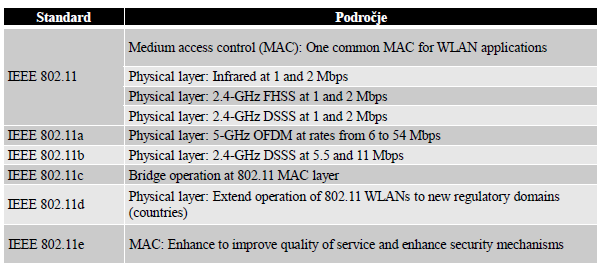 Standard Področje
IEEE 802.11
Medium access control (MAC): One common MAC for WLAN applications
Physical layer: Infrared at 1 and 2 Mbps
Physical layer: 2.4-GHz FHSS at 1 and 2 Mbps
Physical layer: 2.4-GHz DSSS at 1 and 2 Mbps
IEEE 802.11a Physical layer: 5-GHz OFDM at rates from 6 to 54 Mbps
IEEE 802.11b Physical layer: 2.4-GHz DSSS at 5.5 and 11 Mbps
IEEE 802.11c Bridge operation at 802.11 MAC layer
IEEE 802.11d Physical layer: Extend operation of 802.11 WLANs to new regulatory domains
(countries)
IEEE 802.11e MAC: Enhance to improve quality of service and enhance security mechanisms